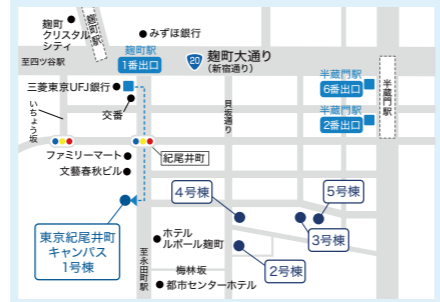 麹町
クリスタル
シティ
麹町駅
みずほ銀行
麹町駅
1番出口
20
麹町大通り
(新宿通り)
至四ツ谷駅
三菱東京UFJ銀行
交番
いちょう坂
貝坂通り
半蔵門駅
6番出口
半蔵門駅
2番出口
半蔵門駅
ファミリーマート
紀尾井町
文藝春秋ビル
4号棟
5号棟
東京紀尾井町
キャンパス
1号棟
3号棟
2号棟
至永田町駅
ホテル
ルポール麹町
梅林坂
都市センターホテル